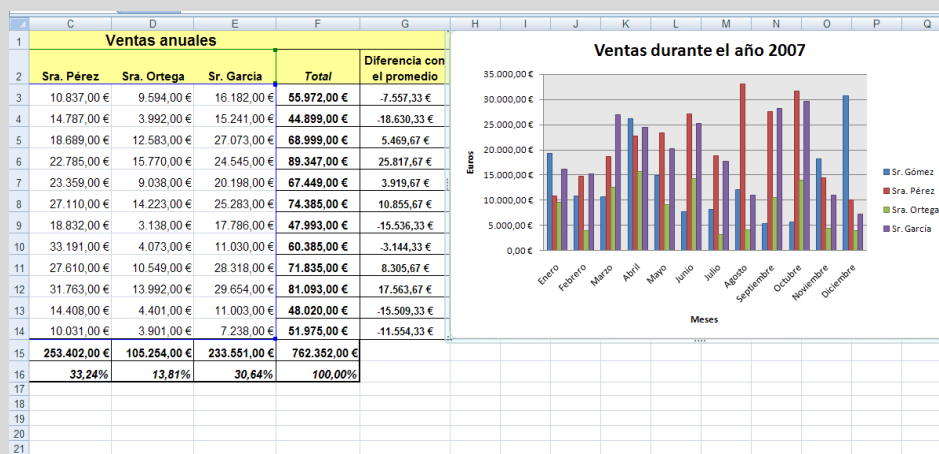 C D E F G H I J K L M N O P Q
1 Ventas anuales
2 Sra. Pérez Sra. Ortega Sr. Garcia Total Diferencia con el promedio
3 10.837,00 € 9.594,00 € 16.182,00 € 55.972,00 € -7.557,33 €
4 14.787,00 € 3.992,00 € 15.241,00 € 44.899,00 € -18.630,33 €
5 18.689,00 € 12.583,00 € 27.073,00 € 68.999,00 € 5.469,67 €
6 22.785,00 € 15.770,00 € 24.545,00 € 89.347,00 € 25.817,67 €
7 23.359,00 € 9.038,00 € 20.198,00 € 67.449,00 € 3.919,67 €
8 27.110,00 € 14.223,00 € 25.283,00 € 74.385,00 € 10.855,67 €
9 18.832,00 € 3.138,00 € 17.786,00 € 47.993,00 € -15.536,33 €
10 33.191,00 € 4.073,00 € 11.030,00 € 60.385,00 € -3.144,33 €
11 27.610,00 € 10.549,00 € 28.318,00 € 71.835,00 € 8.305,67 €
12 31.763,00 € 13.992,00 € 29.654,00 € 81.093,00 € 17.563,67 €
13 14.408,00 € 4.401,00 € 11.003,00 € 48.020,00 € -15.509,33 €
14 10.031,00 € 3.901,00 € 7.238,00 € 51.975,00 € -11.554,33 €
15 253.402,00 € 105.254,00 € 233.551,00 € 762.352,00 €
16 33,24% 13,81% 30,64% 100,00%
17
18
19
20
21
Ventas durante el año 2007
35.000,00 €
30.000,00 €
25.000,00 €
20.000,00 €
15.000,00 €
10.000,00 €
5.000,00 €
0,00 €
Euros
Enero Febrero Marzo Abril Mayo Junio Julio Agosto Septiembre Octubre Noviembre Diciembre
Meses
Sr. Gómez
Sra. Pérez
Sra. Ortega
Sr. García